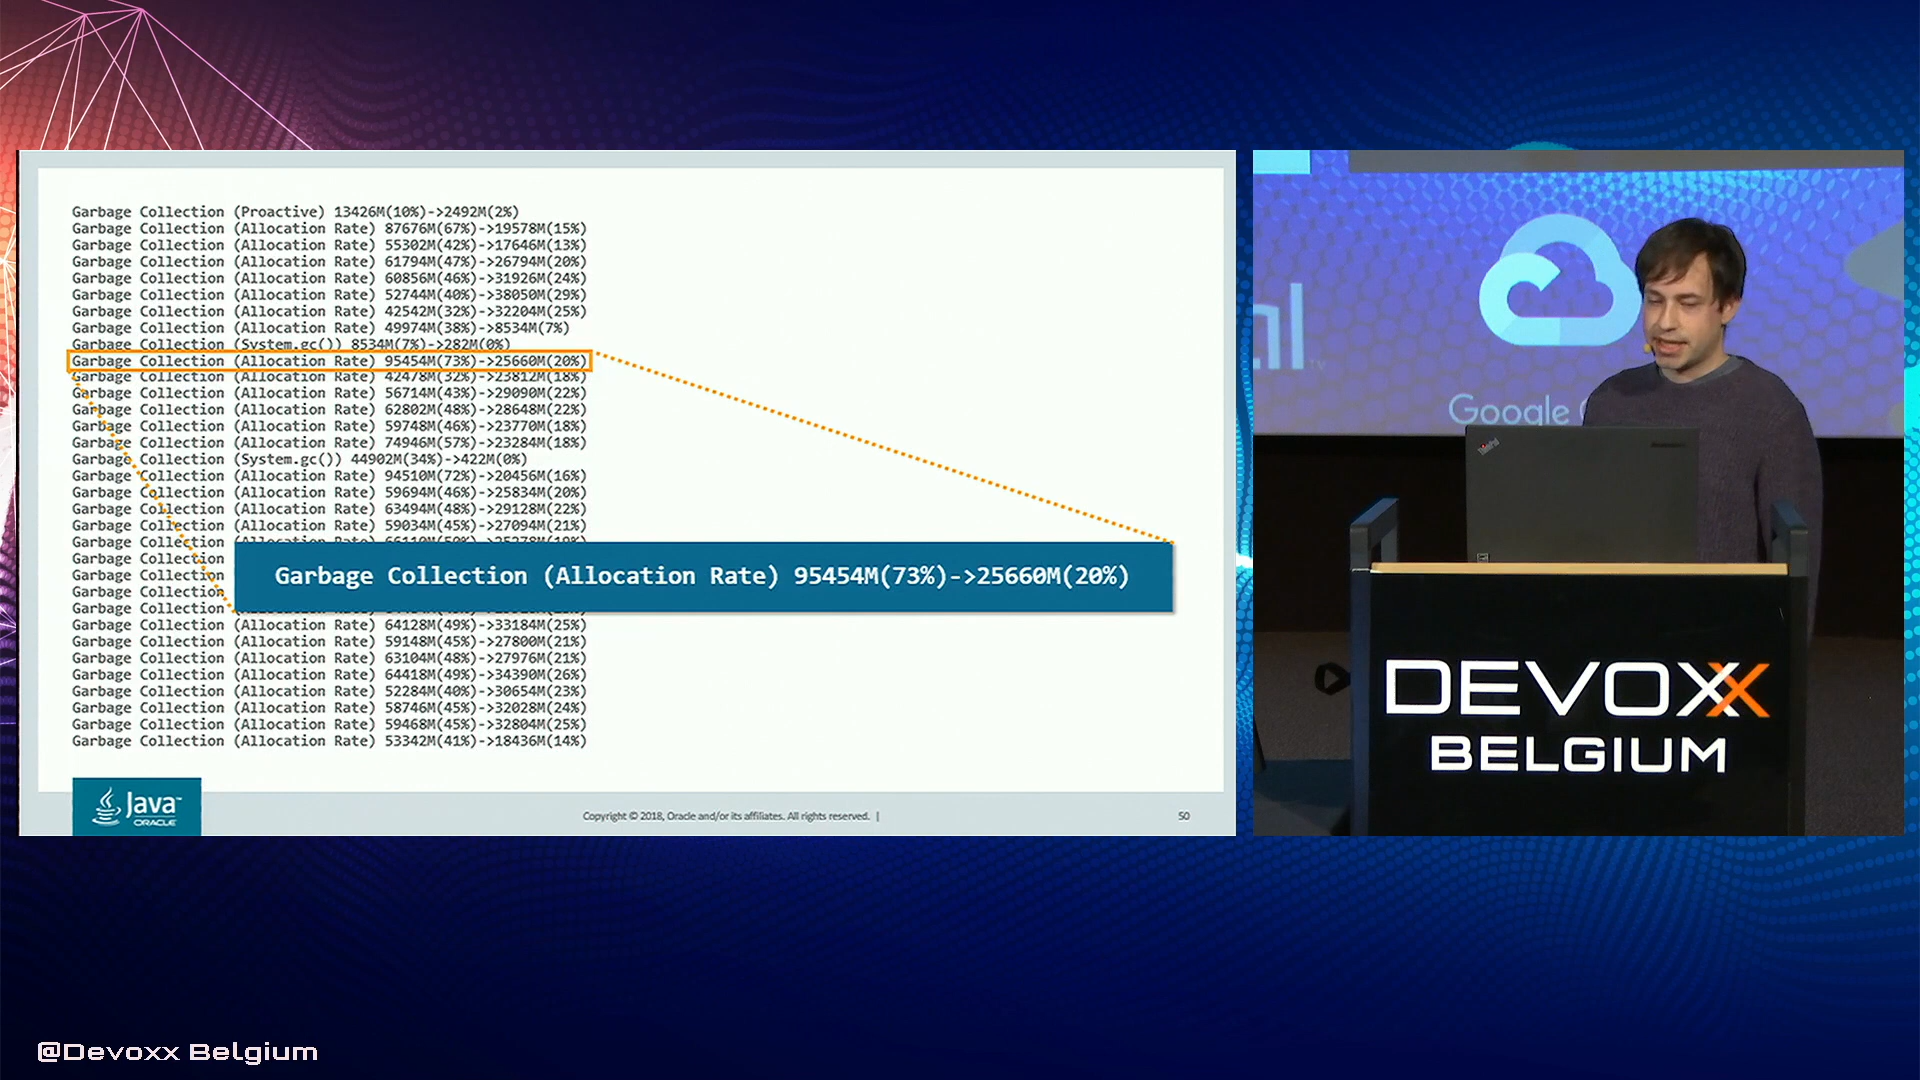 Garbage Collection (Proactive) 13426M(10%)->2492M(2%)
Garbage Collection (Allocation Rate) 87676M(67%)->19578M(15%)
Garbage Collection (Allocation Rate) 55302M(42%)->17646M(13%)
Garbage Collection (Allocation Rate) 61794M(47%)->26794M(20%)
Garbage Collection (Allocation Rate) 60856M(46%)->31926M(24%)
Garbage Collection (Allocation Rate) 52744M(40%)->38050M(29%)
Garbage Collection (Allocation Rate) 42542M(32%)->32204M(25%)
Garbage Collection (Allocation Rate) 49974M(38%)->8534M(7%)
Garbage Collection (System.gc()) 8534M(7%)->282M(0%)
Garbage Collection (Allocation Rate) 95454M(73%)->25660M(20%)
Garbage Collection (Allocation Rate) 42478M(32%)->23812M(18%)
Garbage Collection (Allocation Rate) 56714M(43%)->29090M(22%)
Garbage Collection (Allocation Rate) 62802M(48%)->28648M(22%)
Garbage Collection (Allocation Rate) 59748M(46%)->23770M(18%)
Garbage Collection (Allocation Rate) 74946M(57%)->23284M(18%)
Garbage Collection (System.gc()) 44902M(34%)->422M(0%)
Garbage Collection (Allocation Rate) 94510M(72%)->20456M(16%)
Garbage Collection (Allocation Rate) 59694M(46%)->25834M(20%)
Garbage Collection (Allocation Rate) 63494M(48%)->29128M(22%)
Garbage Collection (Allocation Rate) 59034M(45%)->27094M(21%)
Garbage Collection (Allocation Rate)
Garbage Collection
Garbage Collection
Garbage Collection (Allocation Rate) 95454M(73%)->25660M(20%)
Garbage Collection
Garbage Collection
Garbage Collection (Allocation Rate) 64128M(49%)->33184M(25%)
Garbage Collection (Allocation Rate) 59148M(45%)->27800M(21%)
Garbage Collection (Allocation Rate) 63104M(48%)->27976M(21%)
Garbage Collection (Allocation Rate) 64418M(49%)->34390M(26%)
Garbage Collection (Allocation Rate) 52284M(40%)->30654M(23%)
Garbage Collection (Allocation Rate) 58746M(45%)->32028M(24%)
Garbage Collection (Allocation Rate) 59468M(45%)->32804M(25%)
Garbage Collection (Allocation Rate) 53342M(41%)->18436M(14%)
Java™
ORACLE
Copyright © 2018, Oracle and/or its affiliates. All rights reserved. |
50
Google
ThinkPad
DEVOXX
BELGIUM
@Devoxx Belgium